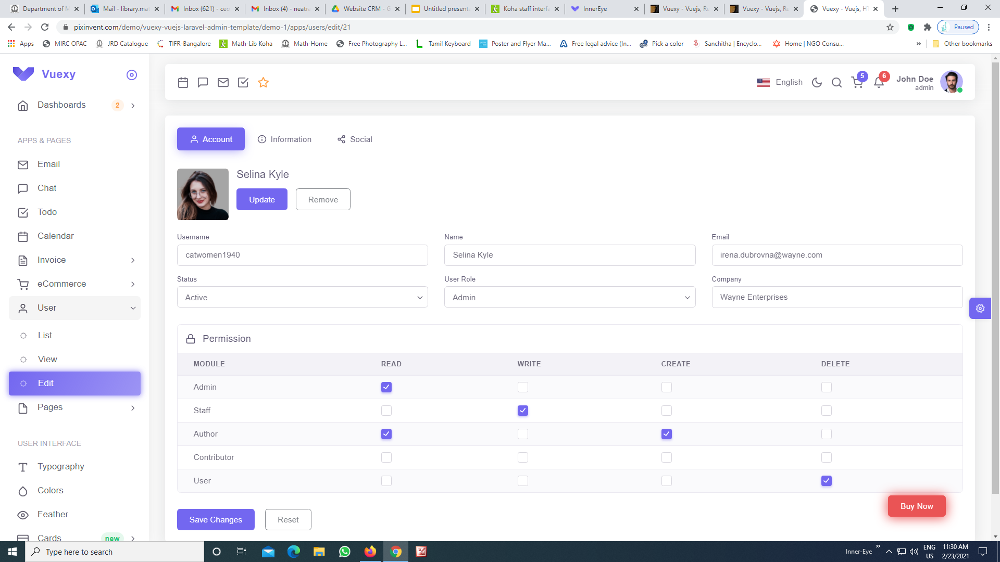 Department of M
Mail - library.mat
Inbox (621) - ceo
Inbox (4) - neatra
Website CRM - G
Untitled presenta
Koha staff interfa
InnerEye
Vuexy - Vuejs, Re
Vuexy - Vuejs, Re
Vuexy - Vuejs, HT
pixinvent.com/demo/vuexy-vuejs-laravel-admin-template/demo-1/apps/users/edit/21
Paused
Apps
MIRC OPAC
JRD Catalogue
TIFR-Bangalore
Math-Lib Koha
Math-Home
Free Photography L...
Tamil Keyboard
Poster and Flyer Ma...
Free legal advice (In...
Pick a color
Sanchitha | Encyclo...
Home | NGO Consu...
»
Other bookmarks
Vuexy
Dashboards 2
APPS & PAGES
Email
Chat
Todo
Calendar
Invoice
eCommerce
User
List
View
Edit
Pages
USER INTERFACE
Typography
Colors
Feather
Cards new
English
5
6
John Doe
admin
Account
Information
Social
Selina Kyle
Update
Remove
Username Name Email
catwomen1940 Selina Kyle irena.dubrovna@wayne.com
Status User Role Company
Active Admin Wayne Enterprises
Permission
MODULE READ WRITE CREATE DELETE
Admin
Staff
Author
Contributor
User
Save Changes
Reset
Buy Now
Type here to search
Inner-Eye
»
ENG
US
11:30 AM
2/23/2021